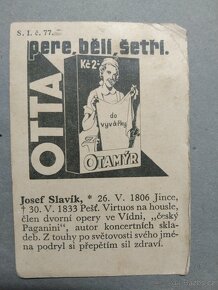 S. I. č. 77.
pere, bělí, šetří.
OTTA
Kč 2·-
do
vyvářky
OTAMÝR
Josef Slavík, * 26. V. 1806 Jince,
† 30. V. 1833 Pešť. Virtuos na housle,
člen dvorní opery ve Vídni, „český
Paganini", autor koncertních skla-
deb. Z touhy po světovosti svého jmé-
na podryl si přepětím sil zdraví.